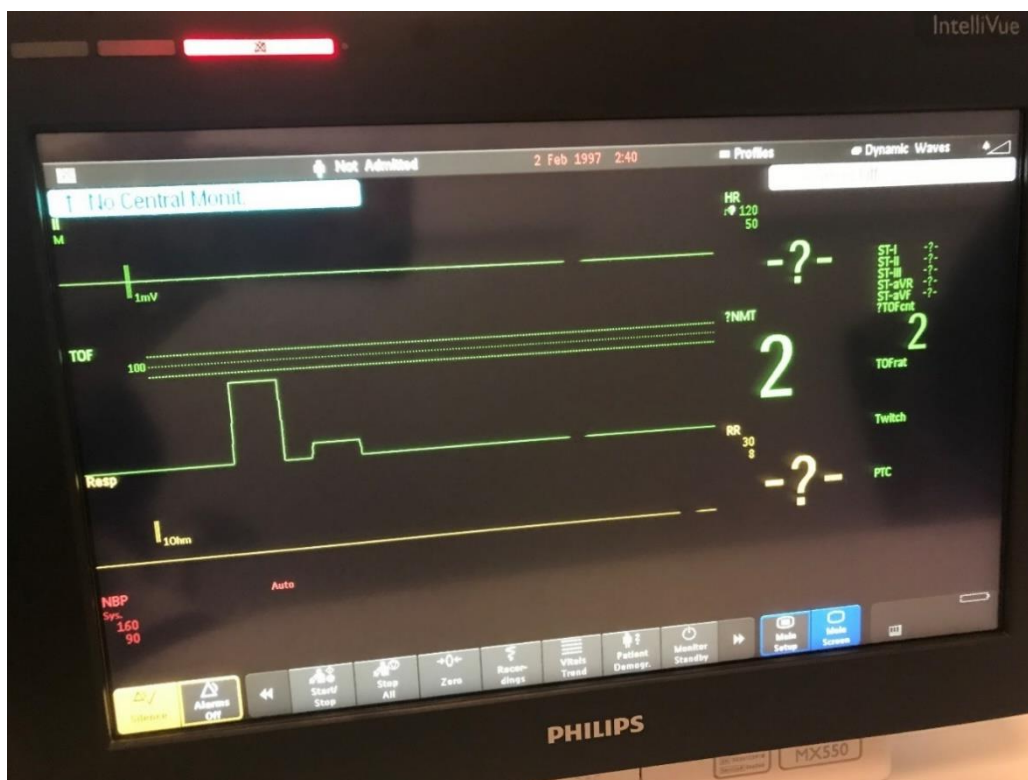 IntelliVue
Not Admitted
2 Feb 1997 2:40
Profiles
Dynamic Waves
No Central Monit.
II
M
1mV
HR
120
50
-?-
ST-I -?-
ST-II -?-
ST-III -?-
ST-aVR -?-
ST-aVF -?-
?TOFcnt
2
TOF
100
?NMT
2
TOFrat
Twitch
PTC
Resp
1Ohm
RR
30
8
-?-
NBP
Sys.
160
90
Auto
Silence
Alarms
Off
Start/
Stop
Stop
All
Zero
Recor-
dings
Vitals
Trend
Patient
Demogr.
Monitor
Standby
Main
Setup
Main
Screen
PHILIPS
MX550